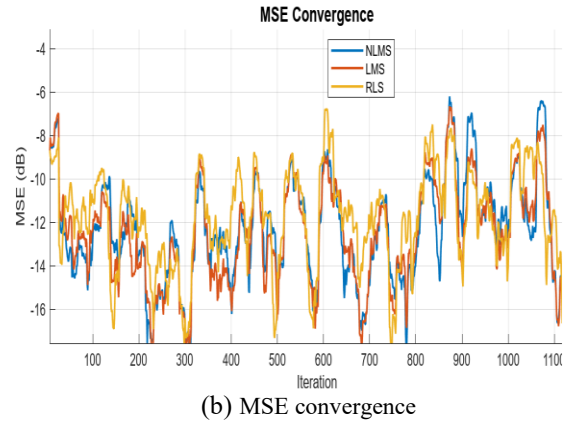 MSE Convergence
NLMS
LMS
RLS
MSE (dB)
-4
-6
-8
-10
-12
-14
-16
100 200 300 400 500 600 700 800 900 1000 1100
Iteration
(b) MSE convergence